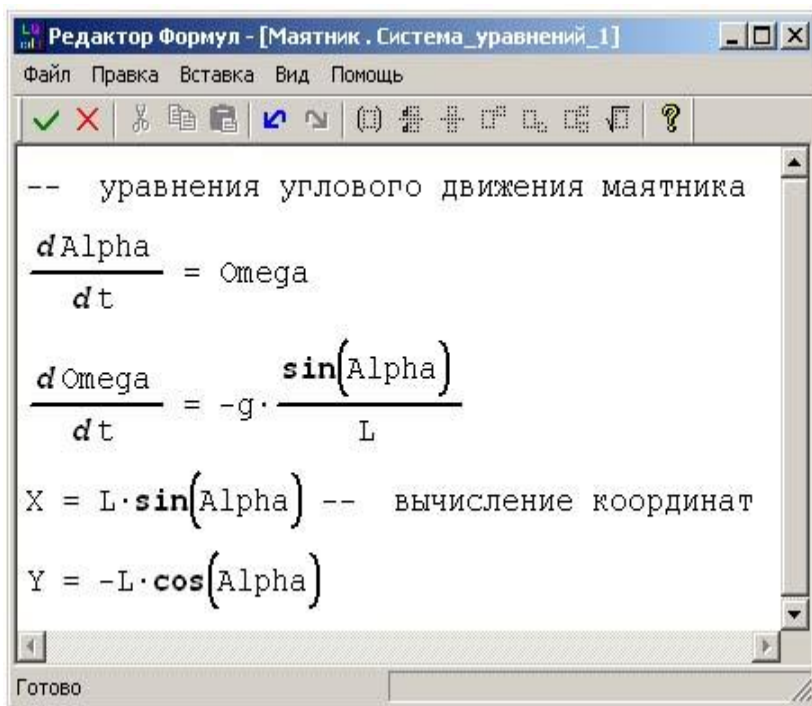 Редактор Формул - [Маятник . Система_уравнений_1]
Файл Правка Вставка Вид Помощь
-- уравнения углового движения маятника
dAlpha
dt
= Omega
dOmega
dt
= -g·
sin(Alpha)
L
X = L·sin(Alpha) -- вычисление координат
Y = -L·cos(Alpha)
Готово